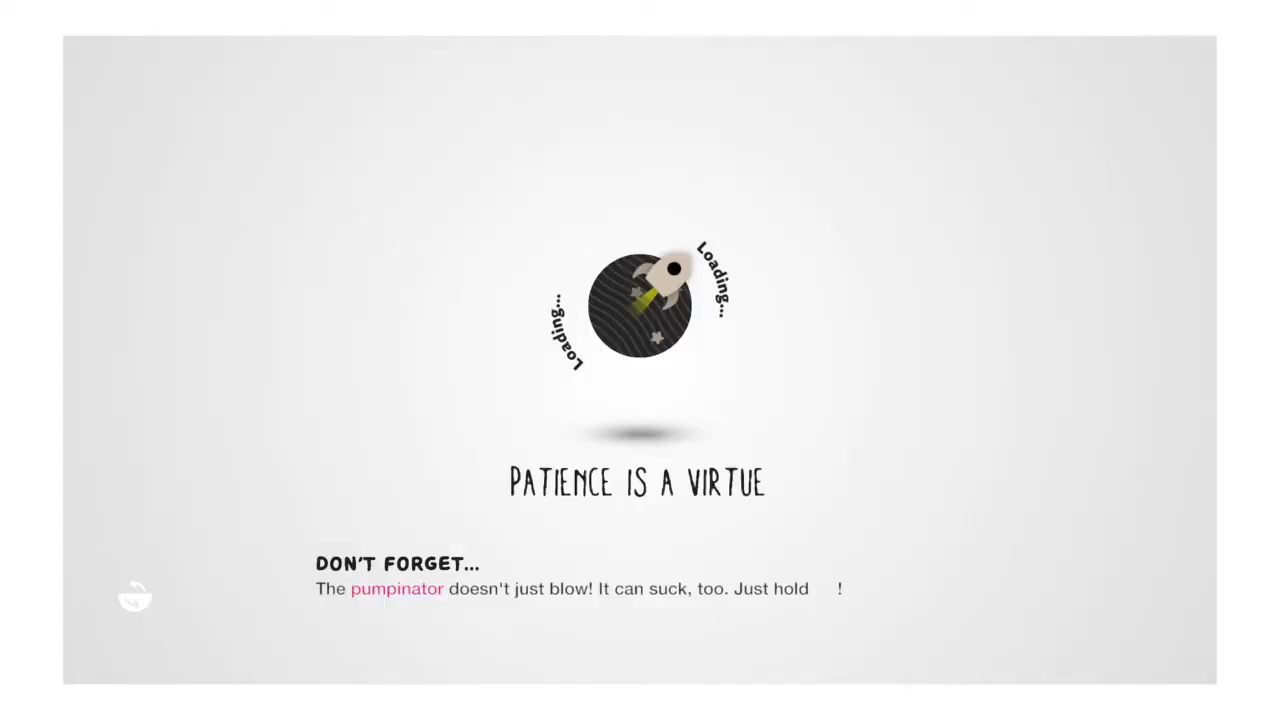 Loading...
Loading...
PATIENCE IS A VIRTUE
DON'T FORGET...
The pumpinator doesn't just blow! It can suck, too. Just hold !